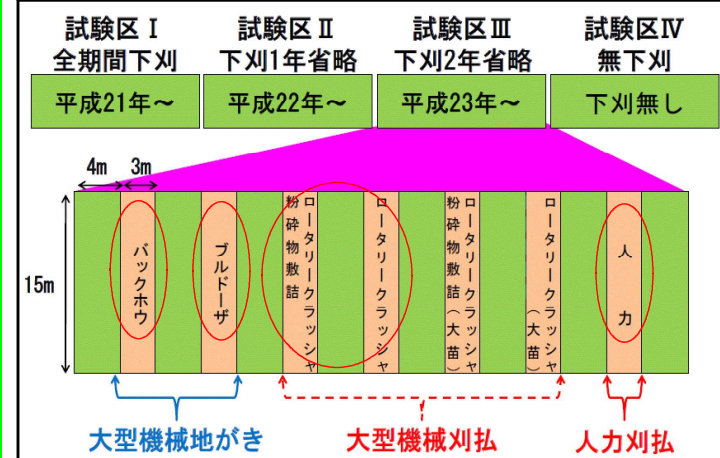 試験区Ⅰ
全期間下刈
試験区Ⅱ
下刈1年省略
試験区Ⅲ
下刈2年省略
試験区Ⅳ
無下刈
平成21年～
平成22年～
平成23年～
下刈無し
4m
3m
15m
バックホウ
ブルドーザ
ロータリークラッシャ
粉砕物敷詰
ロータリークラッシャ
ロータリークラッシャ
粉砕物敷詰（大苗）
ロータリークラッシャ
（大苗）
人力
大型機械地がき
大型機械刈払
人力刈払